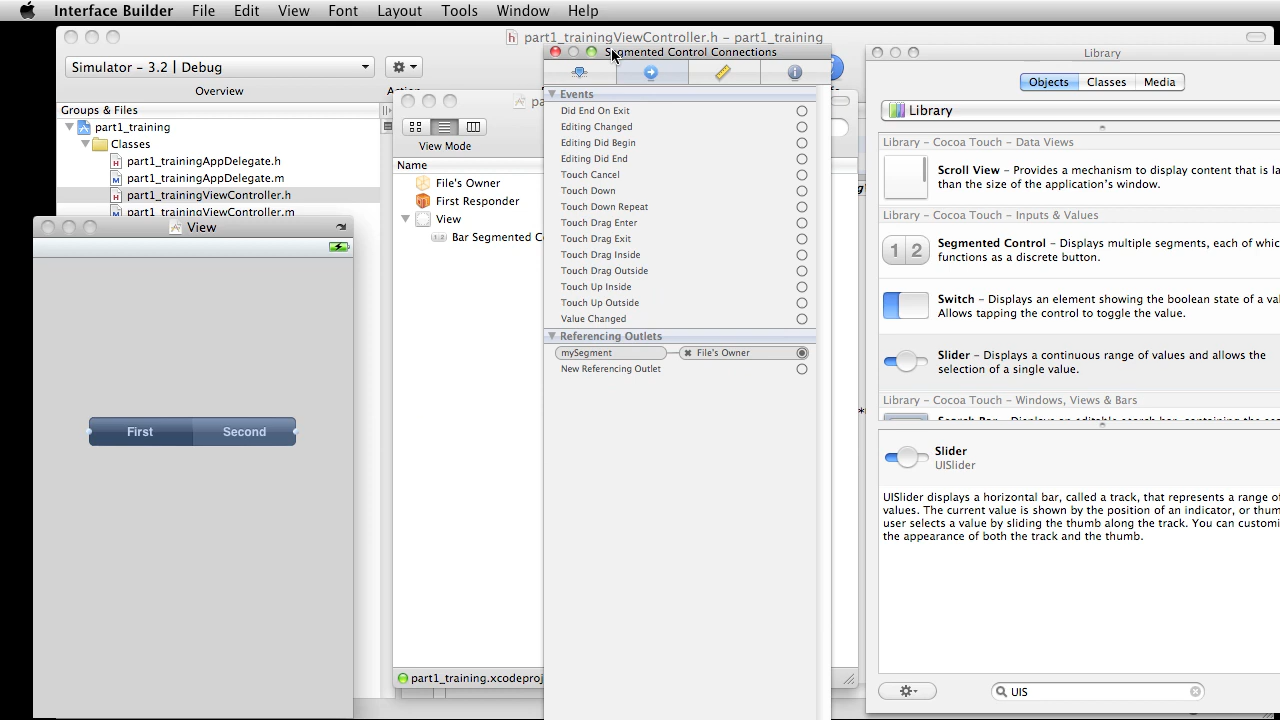 Interface Builder File Edit View Font Layout Tools Window Help
part1_trainingViewController.h – part1_training
Simulator – 3.2 | Debug
Overview
Groups & Files
part1_training
Classes
part1_trainingAppDelegate.h
part1_trainingAppDelegate.m
part1_trainingViewController.h
part1_trainingViewController.m
View
First Second
View Mode
Name
File's Owner
First Responder
View
Bar Segmented C
part1_training.xcodeproj
Segmented Control Connections
Events
Did End On Exit
Editing Changed
Editing Did Begin
Editing Did End
Touch Cancel
Touch Down
Touch Down Repeat
Touch Drag Enter
Touch Drag Exit
Touch Drag Inside
Touch Drag Outside
Touch Up Inside
Touch Up Outside
Value Changed
Referencing Outlets
mySegment File's Owner
New Referencing Outlet
Library
Objects Classes Media
Library
Library – Cocoa Touch – Data Views
Scroll View – Provides a mechanism to display content that is la
than the size of the application's window.
Library – Cocoa Touch – Inputs & Values
1 2
Segmented Control – Displays multiple segments, each of whic
functions as a discrete button.
Switch – Displays an element showing the boolean state of a va
Allows tapping the control to toggle the value.
Slider – Displays a continuous range of values and allows the
selection of a single value.
Library – Cocoa Touch – Windows, Views & Bars
Slider
UISlider
UISlider displays a horizontal bar, called a track, that represents a range of
values. The current value is shown by the position of an indicator, or thum
user selects a value by sliding the thumb along the track. You can customi
the appearance of both the track and the thumb.
UIS